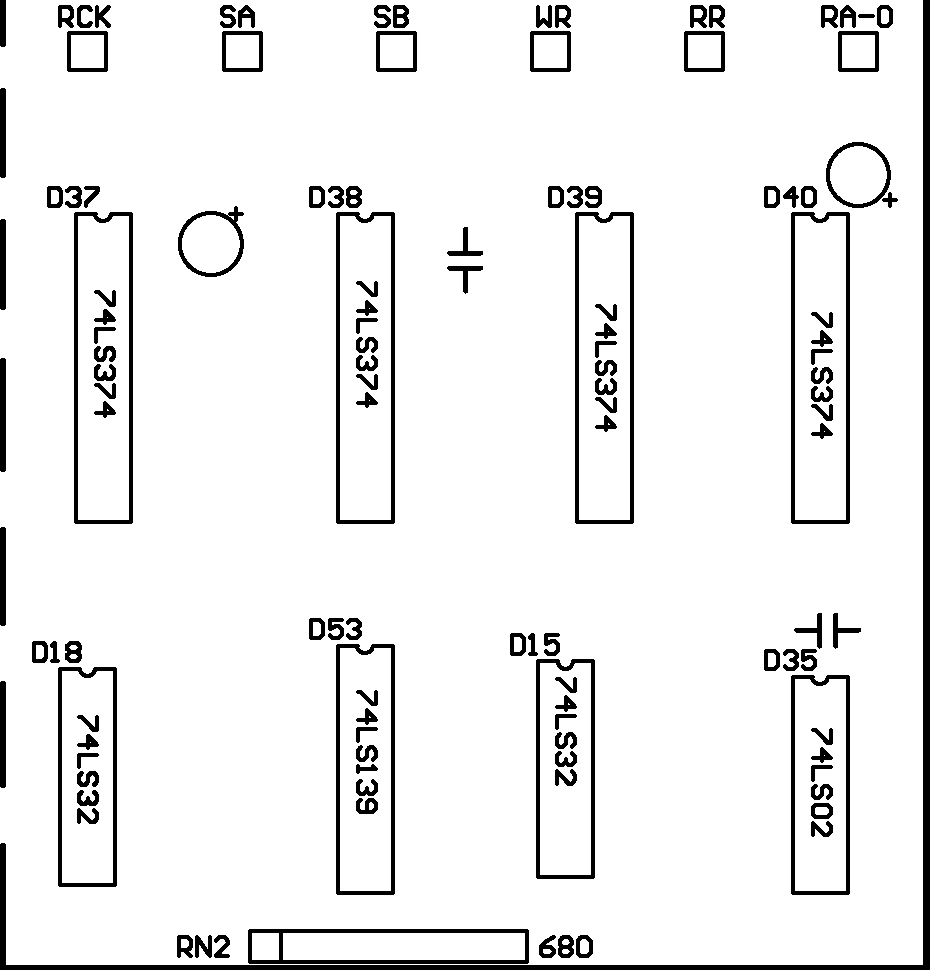 RCK SA SB WR RR RA-0
D37 D38 D39 D40
+ +
74LS374 74LS374 74LS374 74LS374
D18 D53 D15 D35
74LS32 74LS139 74LS32 74LS02
RN2 680